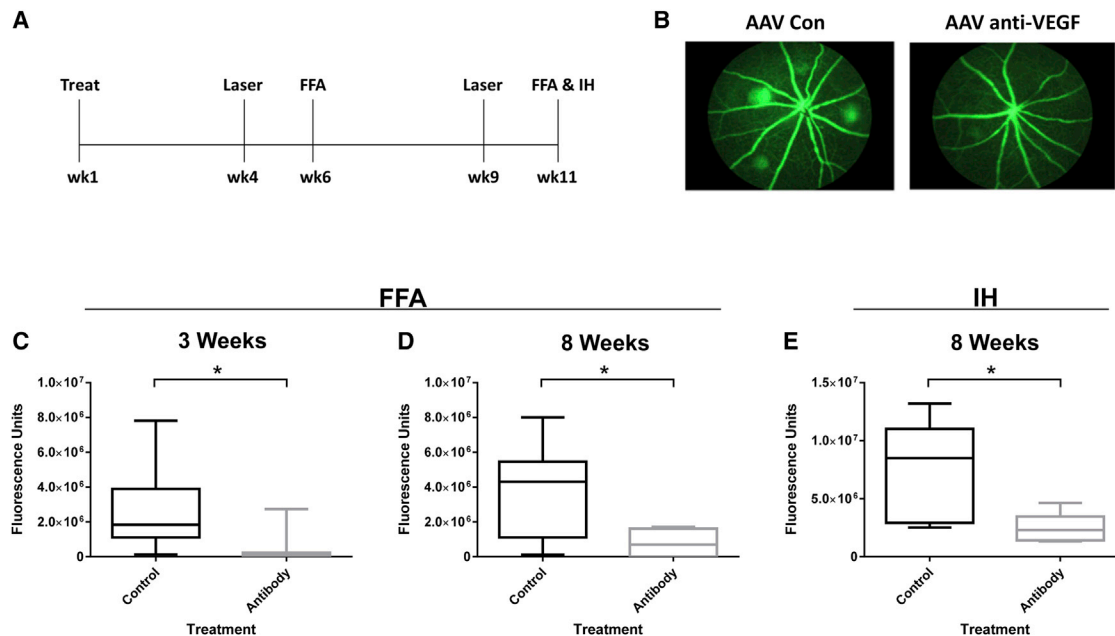 A
Treat Laser FFA Laser FFA & IH
wk1 wk4 wk6 wk9 wk11
B
AAV Con AAV anti-VEGF
FFA
IH
C
3 Weeks
*
1.0×10⁷
8.0×10⁶
6.0×10⁶
4.0×10⁶
2.0×10⁶
0
Fluorescence Units
Control Antibody
Treatment
D
8 Weeks
*
1.0×10⁷
8.0×10⁶
6.0×10⁶
4.0×10⁶
2.0×10⁶
0
Fluorescence Units
Control Antibody
Treatment
E
8 Weeks
*
1.5×10⁷
1.0×10⁷
5.0×10⁶
0
Fluorescence Units
Control Antibody
Treatment